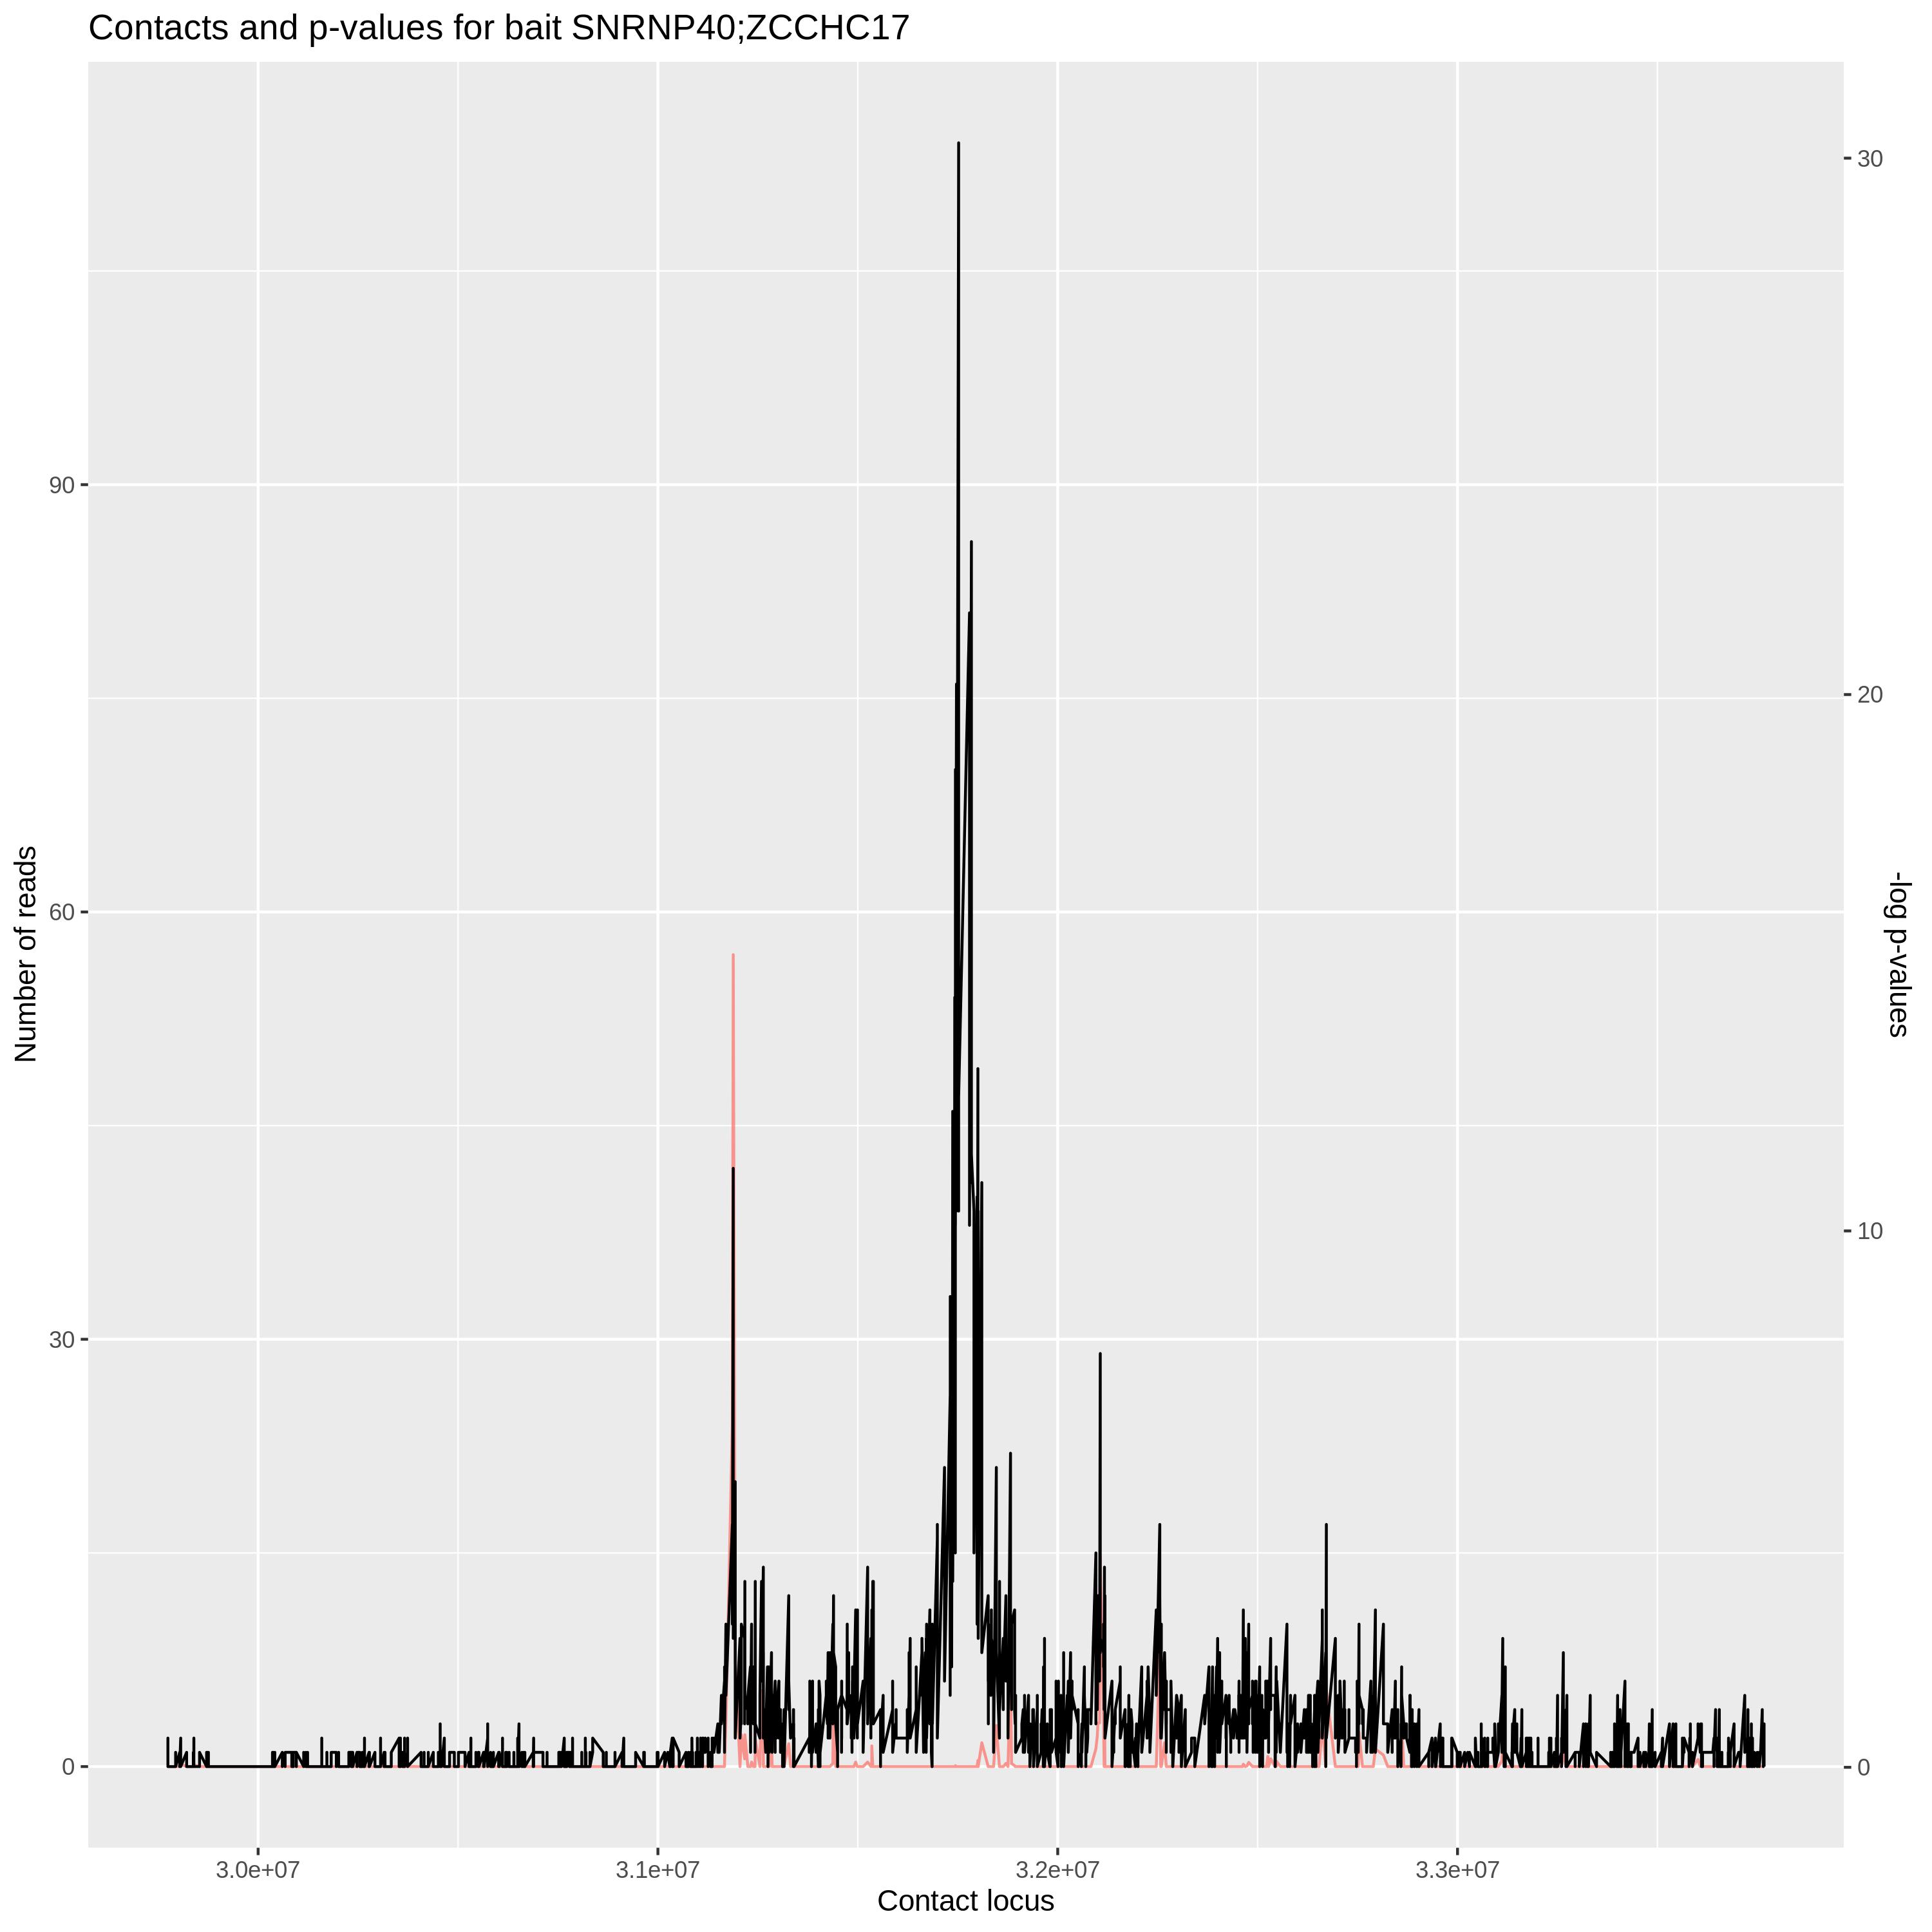 Contacts and p-values for bait SNRNP40;ZCCHC17
30
90
20
60
Number of reads
-log p-values
10
30
0
0
3.0e+07
3.1e+07
3.2e+07
3.3e+07
Contact locus